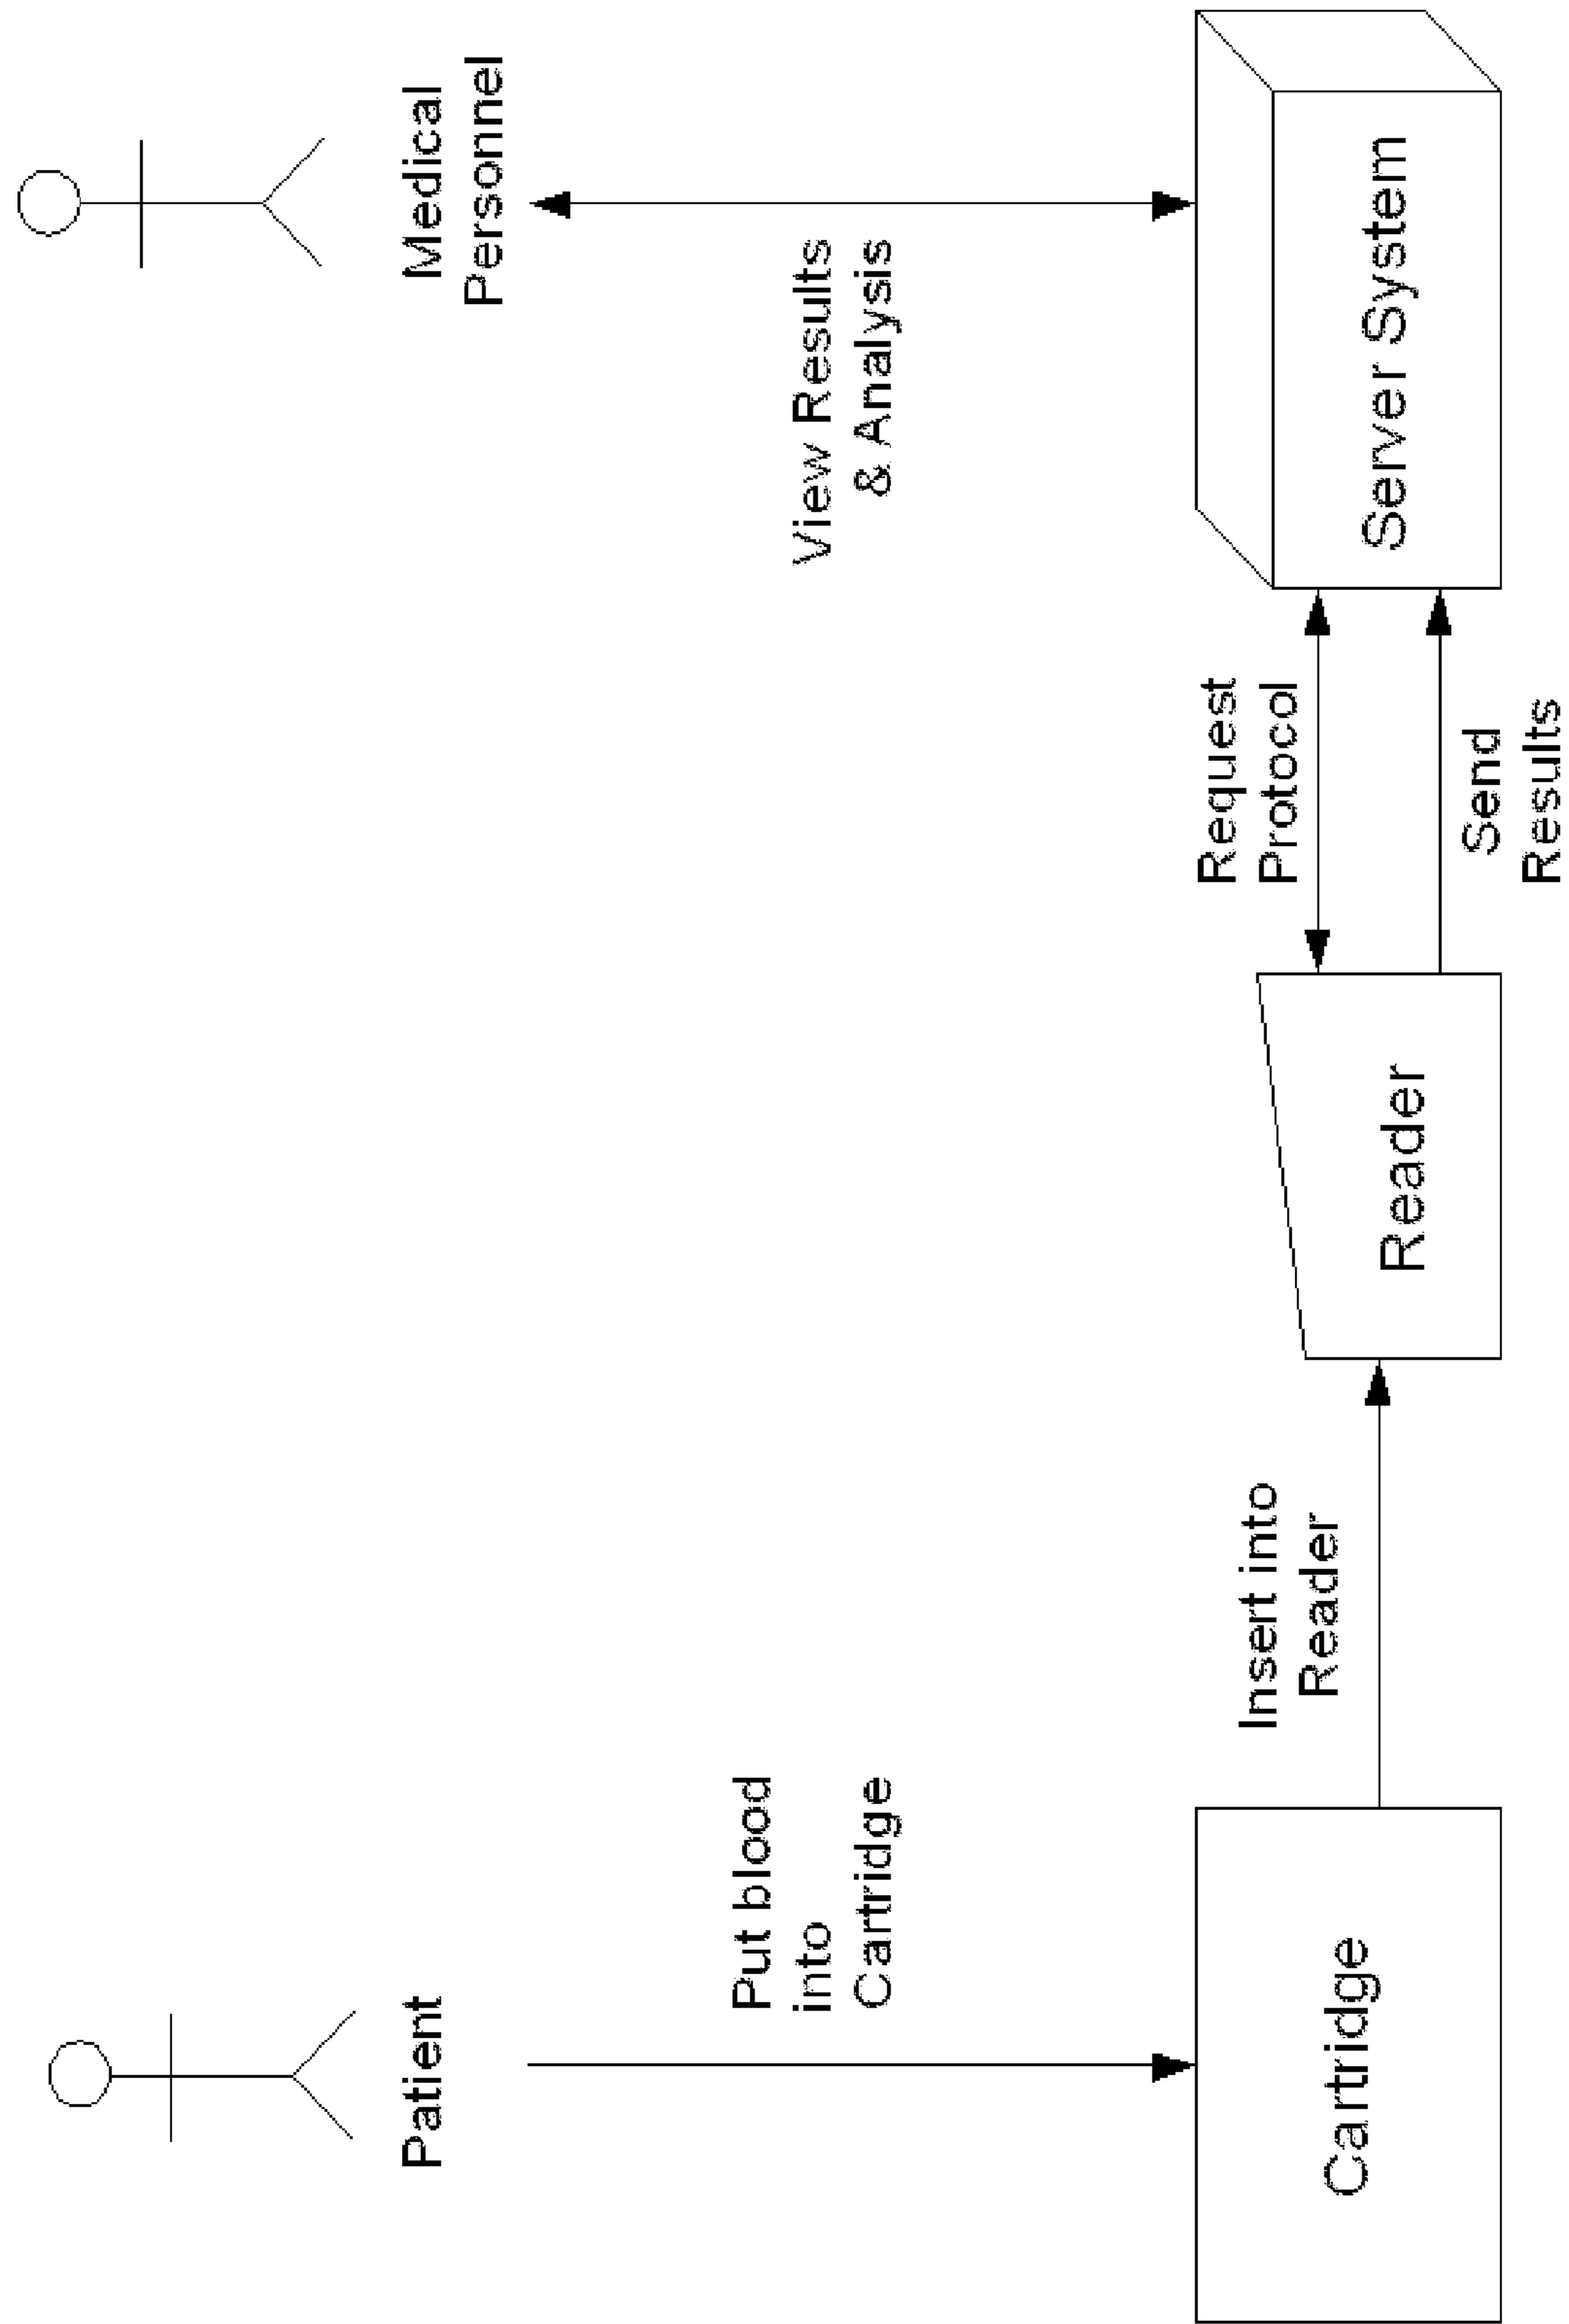 Patient
Medical
Personnel
Put blood
into
Cartridge
View Results
& Analysis
Cartridge
Insert into
Reader
Reader
Request
Protocol
Send
Results
Server System